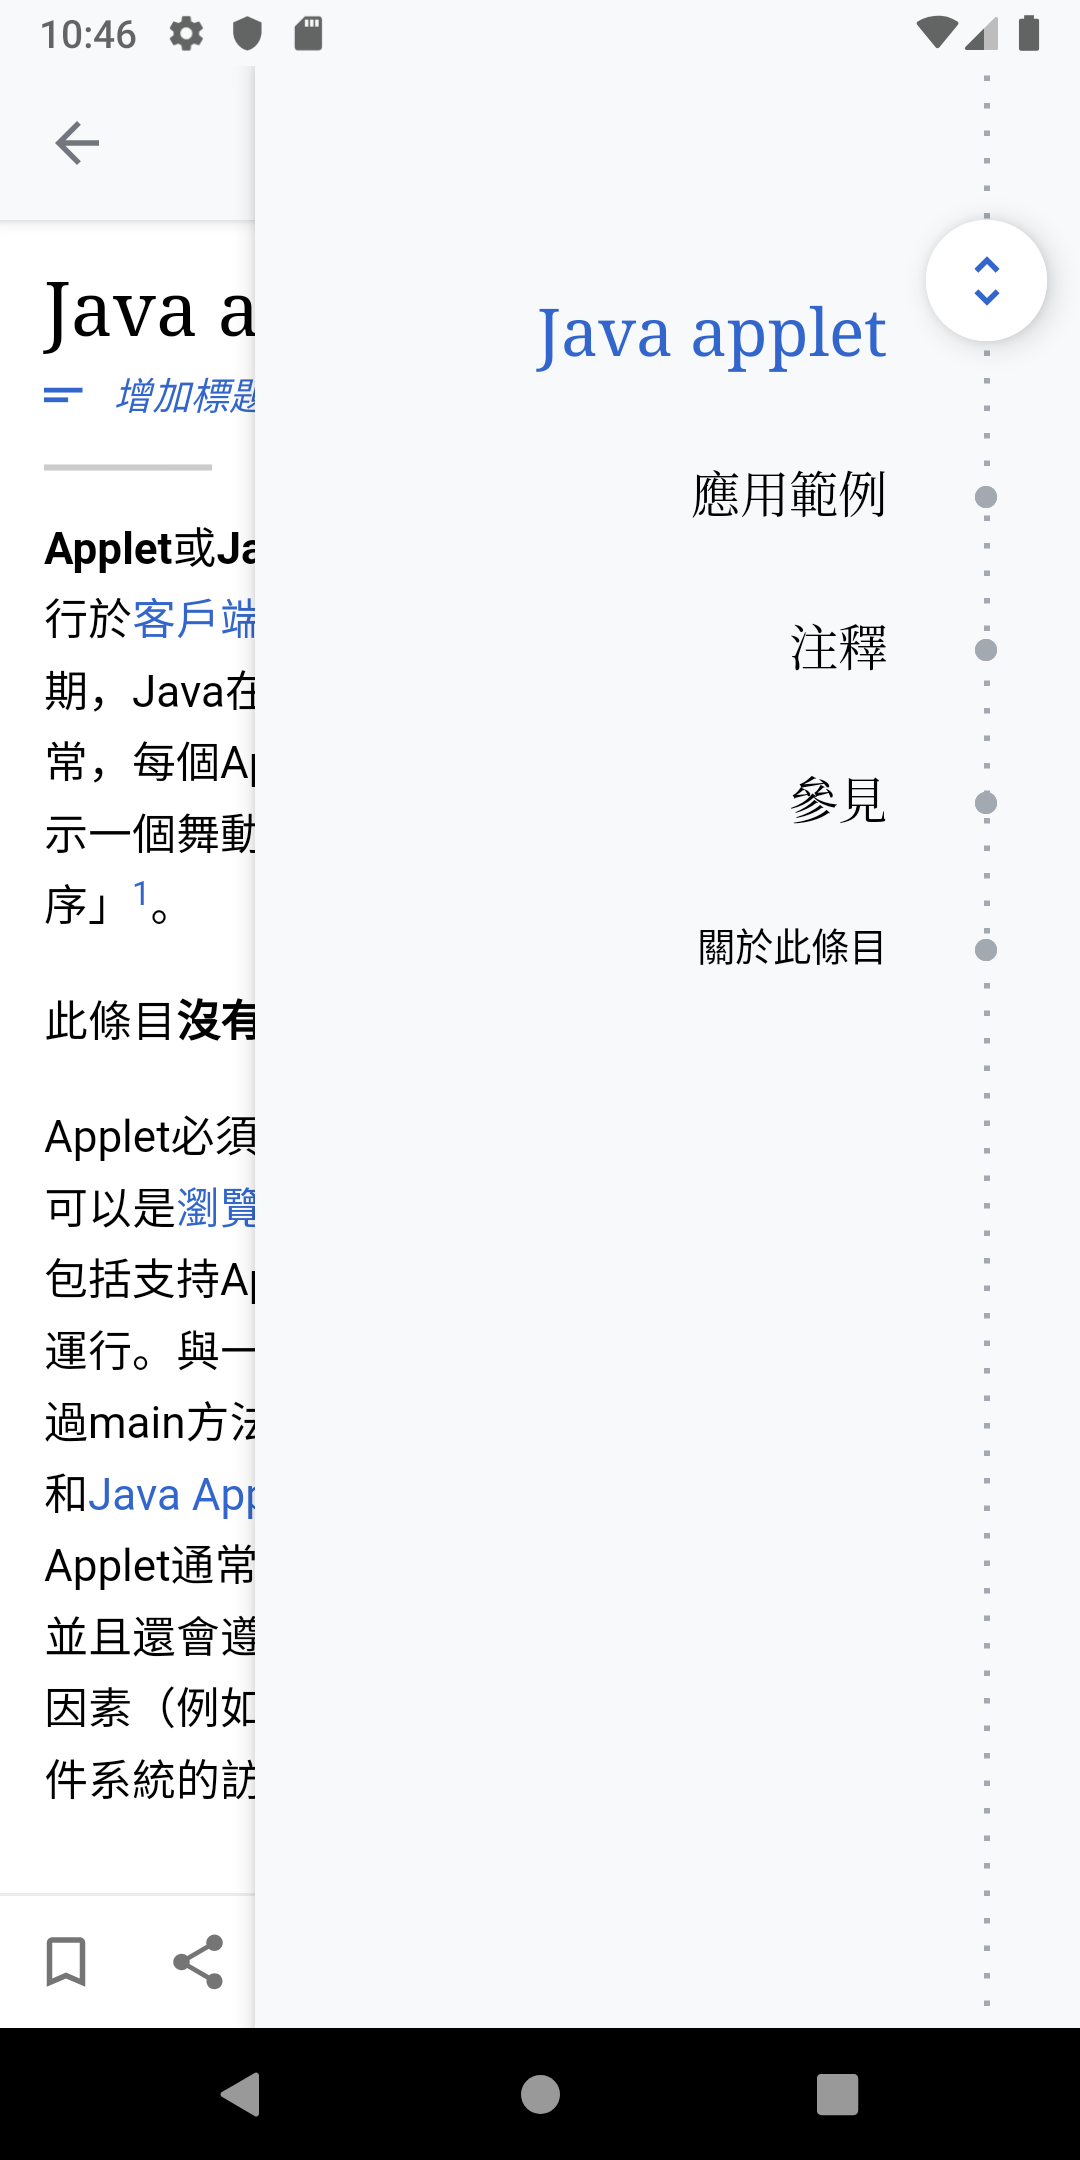 10:46
Java a
增加標題
Applet或Ja
行於客戶端
期，Java在
常，每個Ap
示一個舞動
序」1。
此條目沒有
Applet必須
可以是瀏覽
包括支持Ap
運行。與一
過main方法
和Java App
Applet通常
並且還會遵
因素（例如
件系統的訪
Java applet
應用範例
注釋
參見
關於此條目